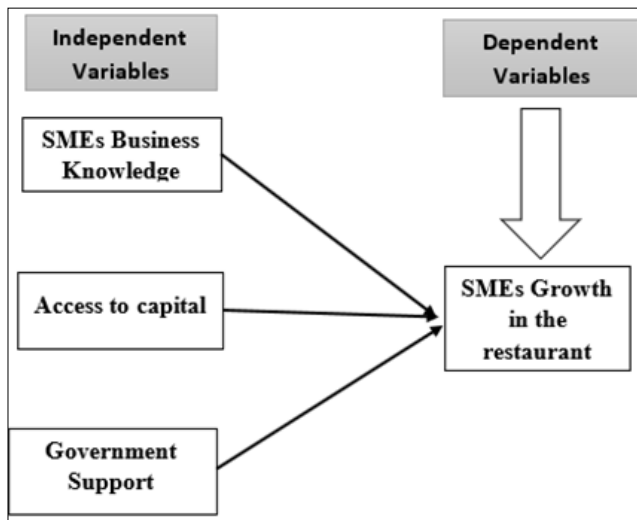 Independent
Variables
Dependent
Variables
SMEs Business
Knowledge
Access to capital
SMEs Growth
in the
restaurant
Government
Support